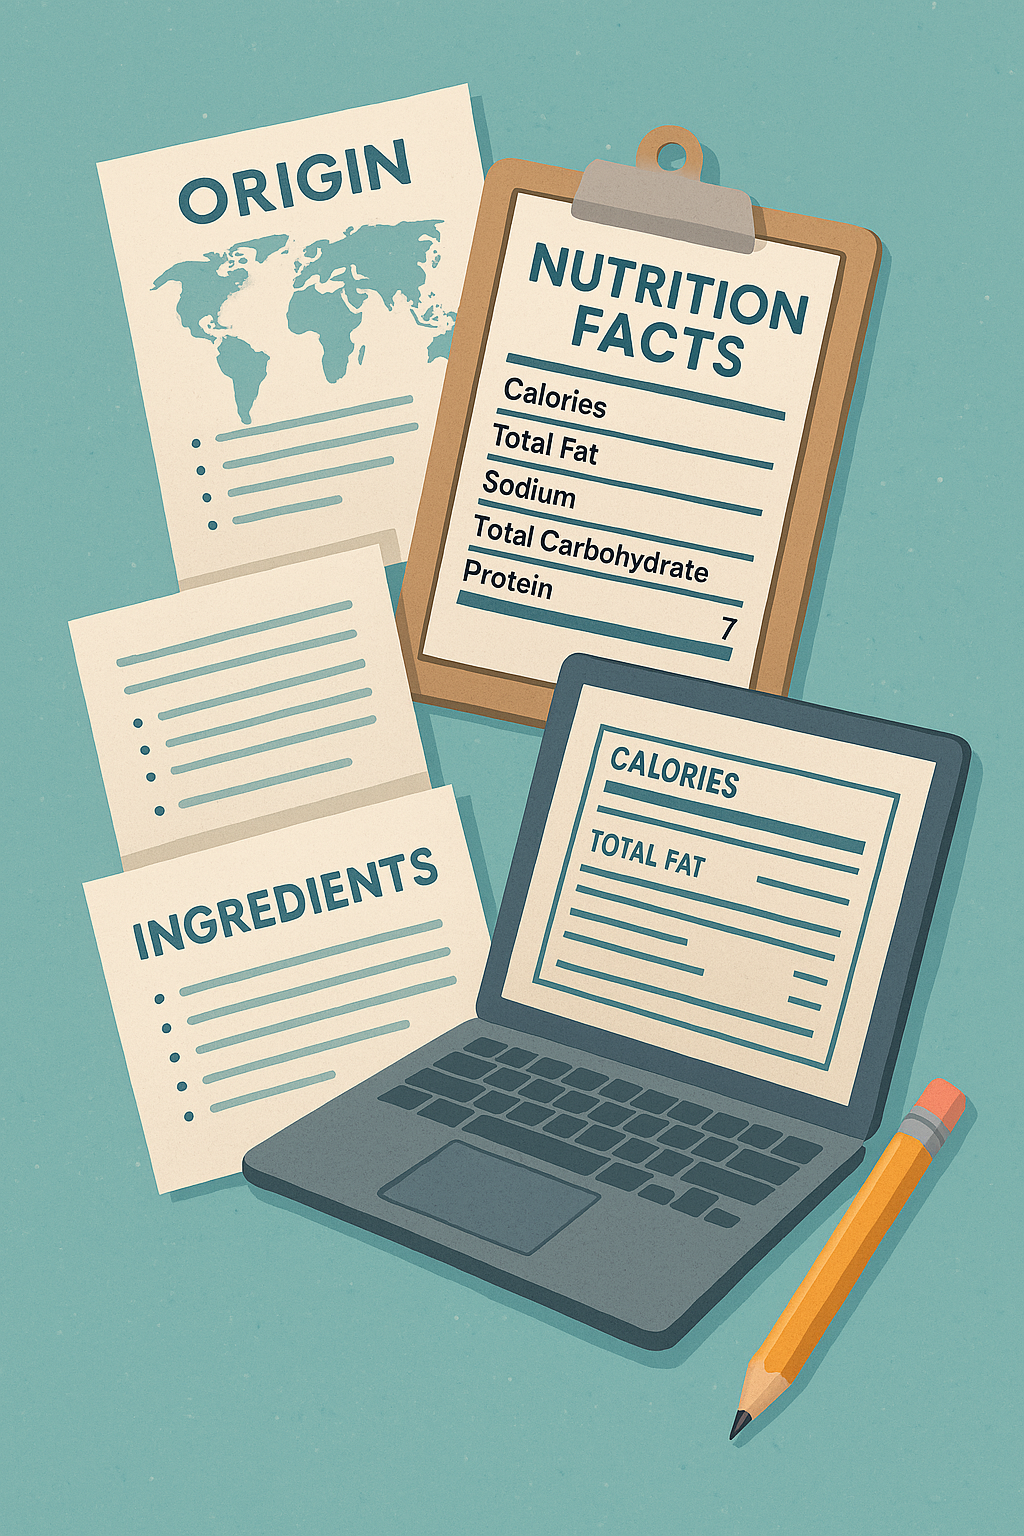 ORIGIN
NUTRITION
FACTS
Calories
Total Fat
Sodium
Total Carbohydrate
Protein
7
INGREDIENTS
CALORIES
TOTAL FAT